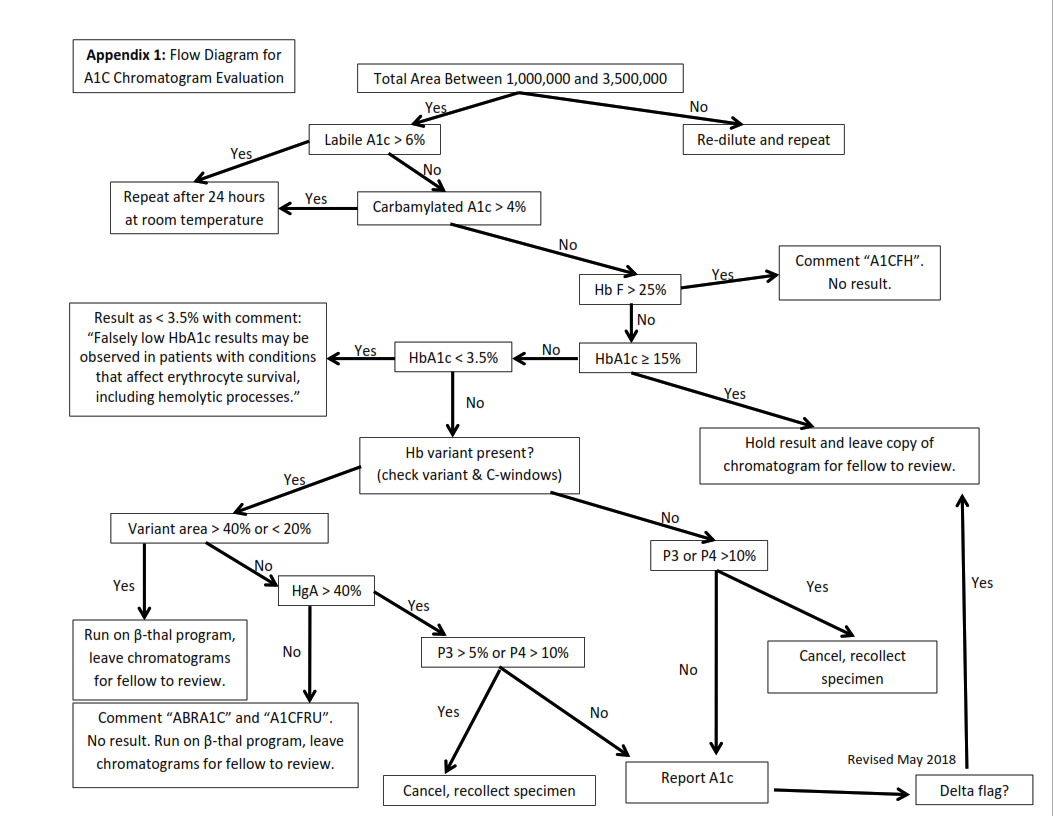 Appendix 1: Flow Diagram for
A1C Chromatogram Evaluation
Total Area Between 1,000,000 and 3,500,000
Yes
No
Labile A1c > 6%
Re-dilute and repeat
Yes
No
Repeat after 24 hours
at room temperature
Yes
Carbamylated A1c > 4%
No
Comment “A1CFH”.
No result.
Yes
Hb F > 25%
No
Result as < 3.5% with comment:
“Falsely low HbA1c results may be
observed in patients with conditions
that affect erythrocyte survival,
including hemolytic processes.”
Yes
HbA1c < 3.5%
No
HbA1c ≥ 15%
Yes
No
Hold result and leave copy of
chromatogram for fellow to review.
Hb variant present?
(check variant & C-windows)
Yes
No
Variant area > 40% or < 20%
P3 or P4 >10%
Yes
No
HgA > 40%
Yes
Yes
Yes
Run on β-thal program,
leave chromatograms
for fellow to review.
No
P3 > 5% or P4 > 10%
No
Cancel, recollect
specimen
Comment “ABRA1C” and “A1CFRU”.
No result. Run on β-thal program, leave
chromatograms for fellow to review.
Yes
No
Cancel, recollect specimen
Report A1c
Revised May 2018
Delta flag?